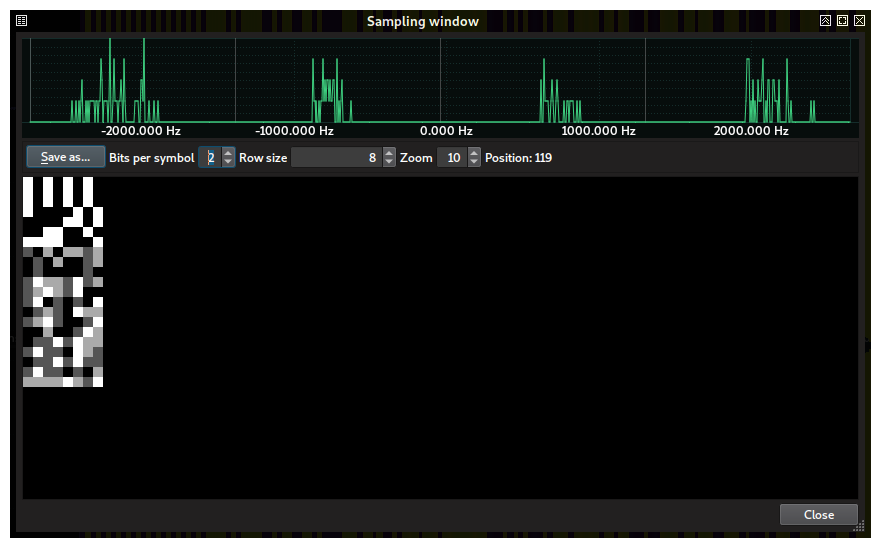 Sampling window
-2000.000 Hz -1000.000 Hz 0.000 Hz 1000.000 Hz 2000.000 Hz
Save as... Bits per symbol 2 Row size 8 Zoom 10 Position: 119
Close